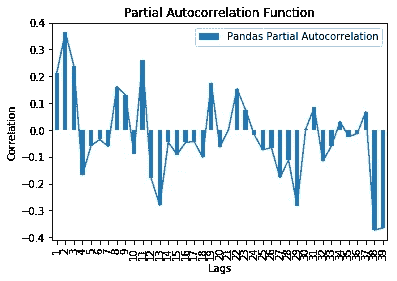 Partial Autocorrelation Function
Pandas Partial Autocorrelation
Correlation
0.4
0.3
0.2
0.1
0.0
−0.1
−0.2
−0.3
−0.4
1 2 3 4 5 6 7 8 9 10 11 12 13 14 15 16 17 18 19 20 21 22 23 24 25 26 27 28 29 30 31 32 33 34 35 36 37 38 39
Lags